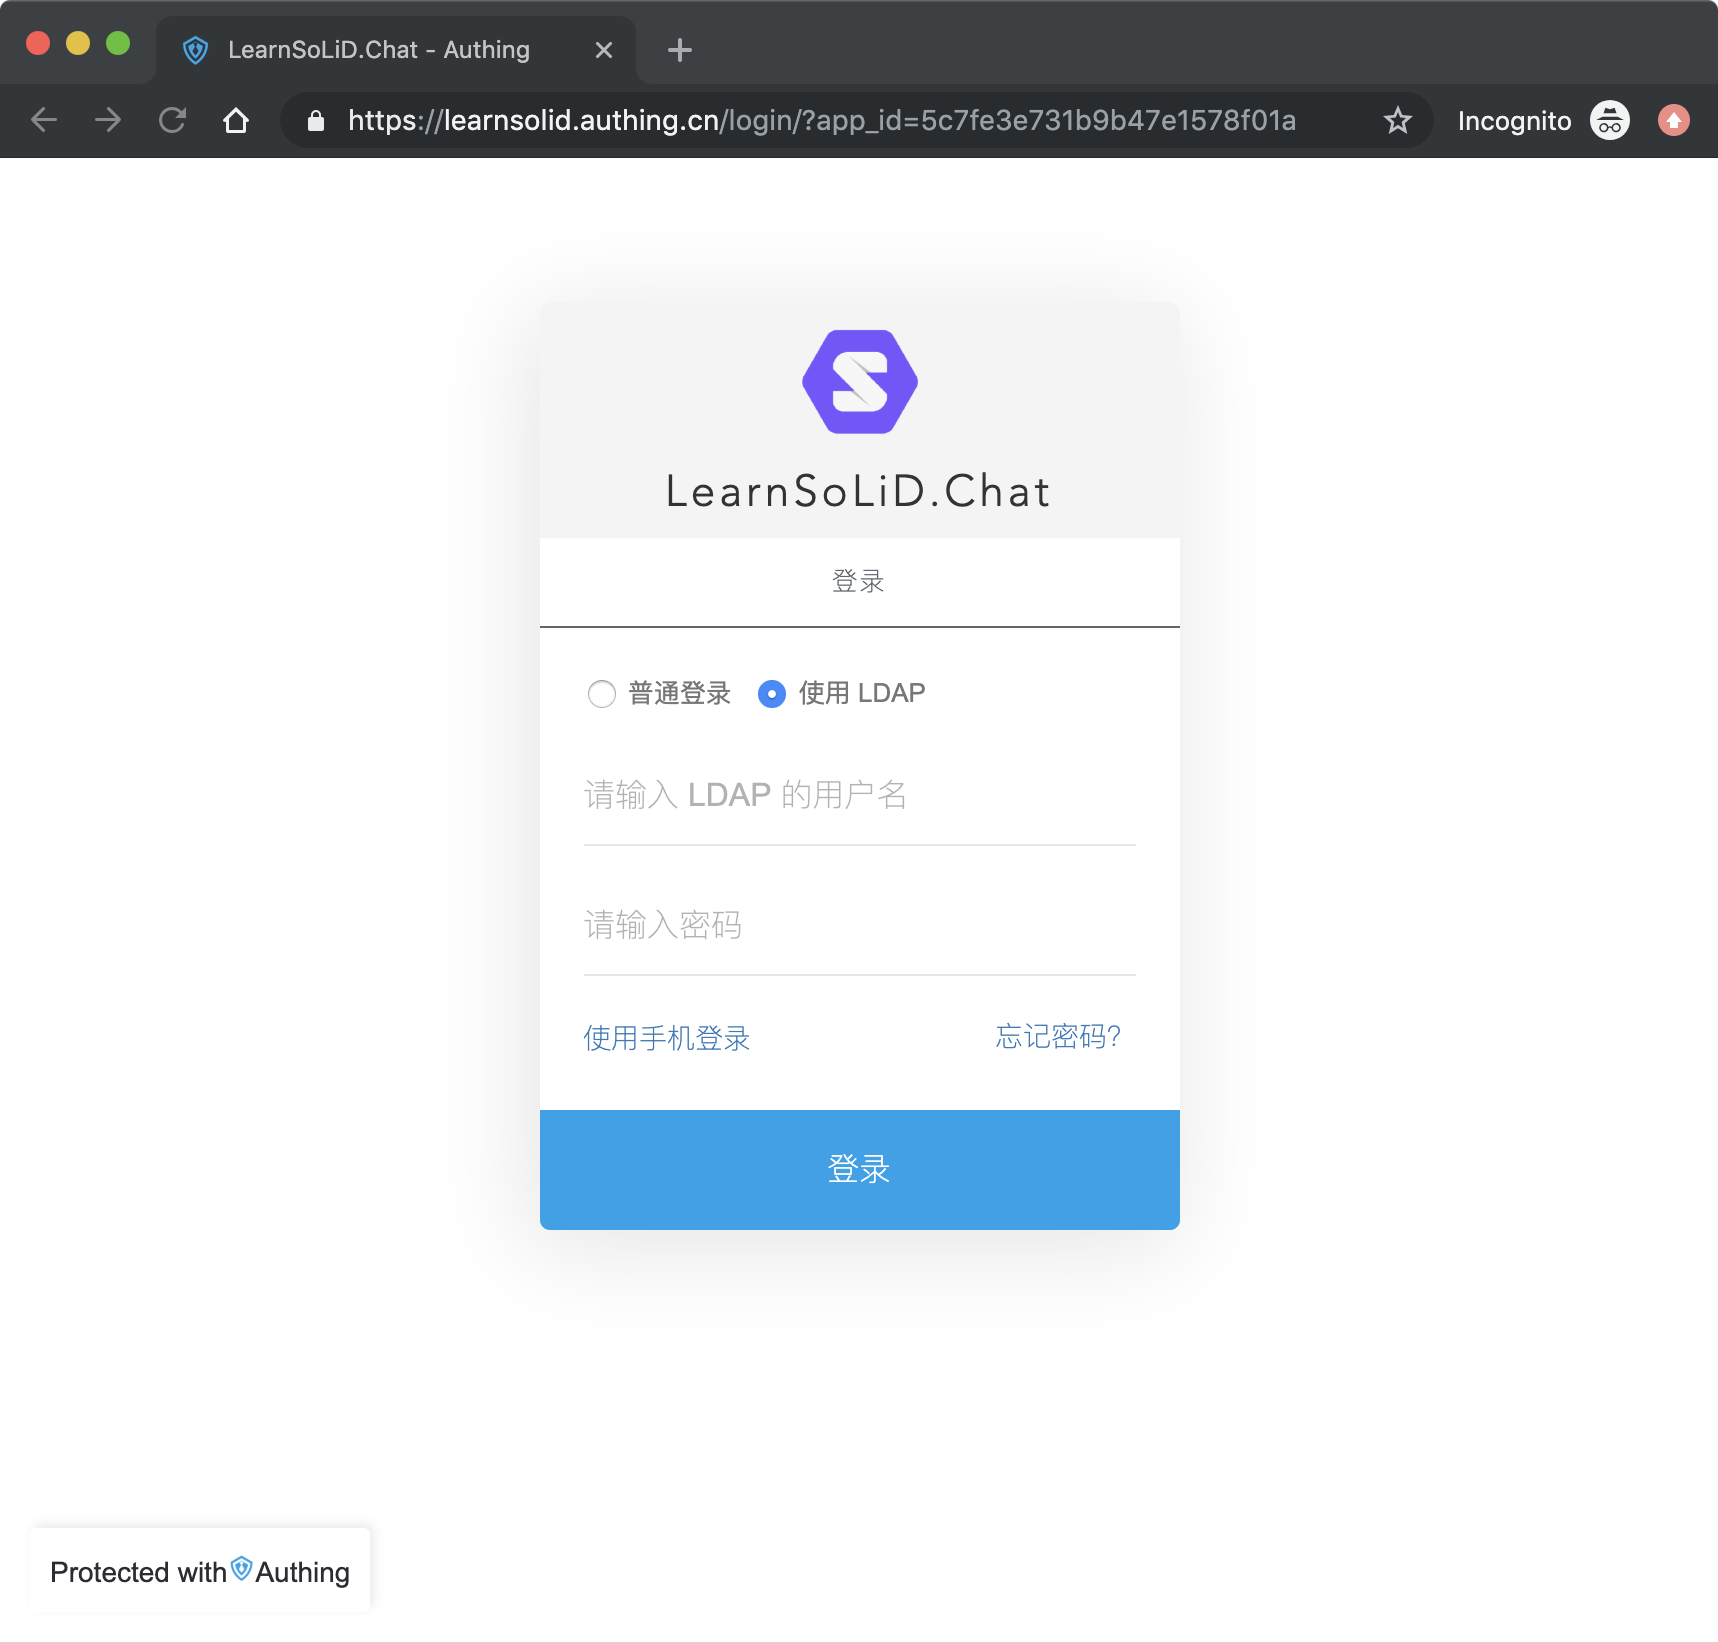 LearnSoLiD.Chat - Authing
https://learnsolid.authing.cn/login/?app_id=5c7fe3e731b9b47e1578f01a
Incognito
LearnSoLiD.Chat
登录
普通登录 使用 LDAP
请输入 LDAP 的用户名
请输入密码
使用手机登录 忘记密码?
登录
Protected with Authing